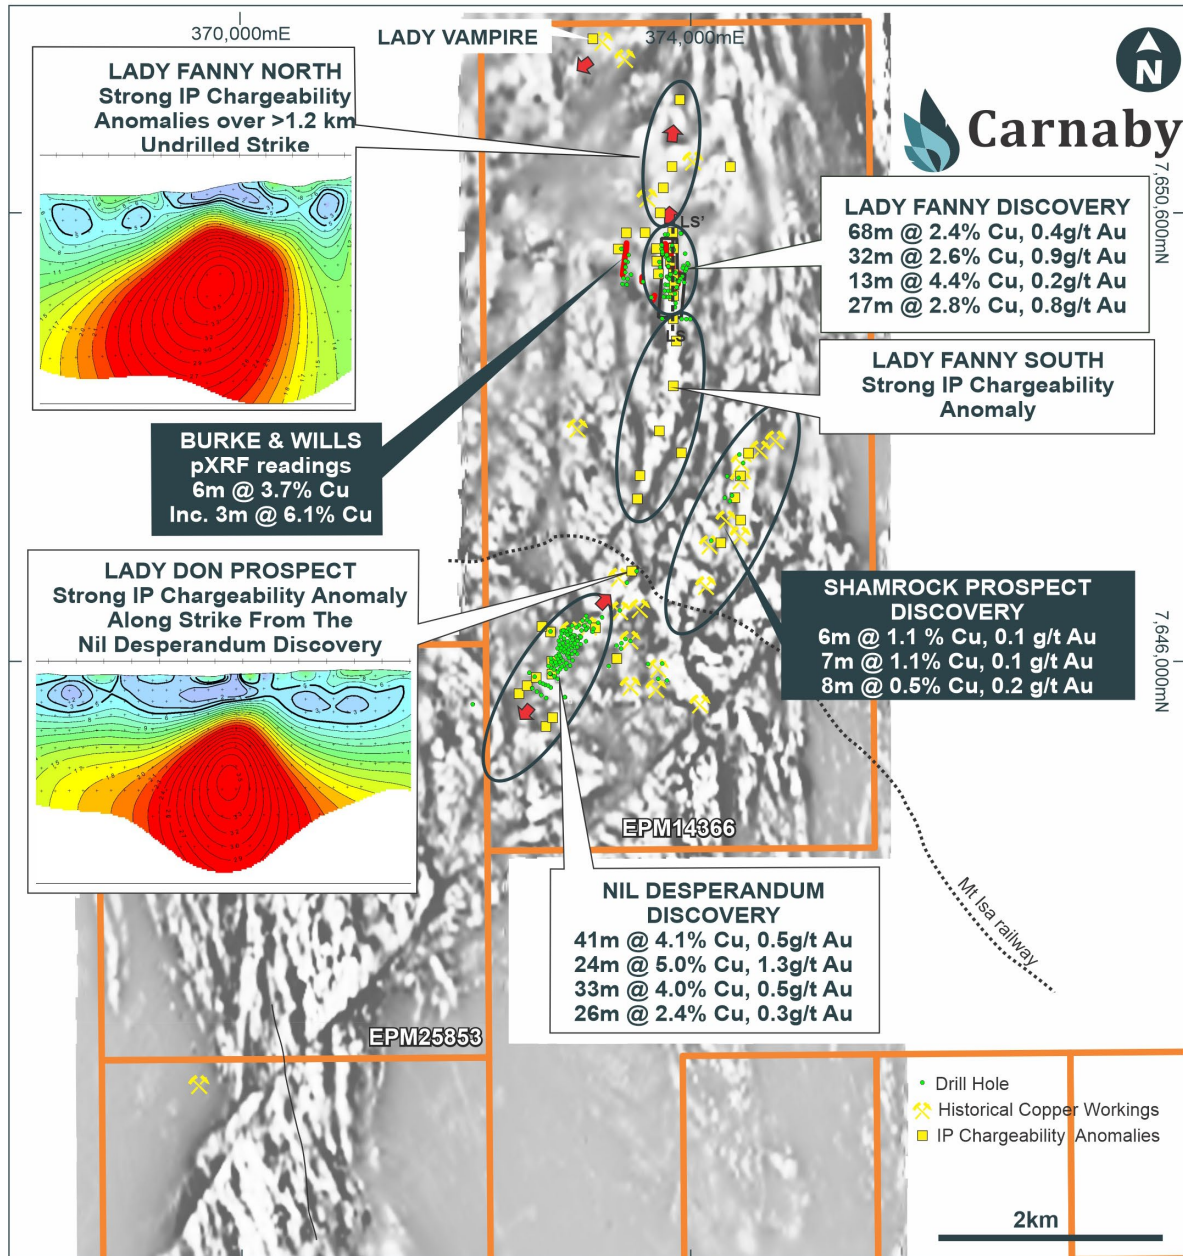 370,000mE
LADY VAMPIRE
374,000mE
N
Carnaby
LADY FANNY NORTH
Strong IP Chargeability
Anomalies over >1.2 km
Undrilled Strike
7,650,600mN
LS'
LADY FANNY DISCOVERY
68m @ 2.4% Cu, 0.4g/t Au
32m @ 2.6% Cu, 0.9g/t Au
13m @ 4.4% Cu, 0.2g/t Au
27m @ 2.8% Cu, 0.8g/t Au
LS
LADY FANNY SOUTH
Strong IP Chargeability
Anomaly
BURKE & WILLS
pXRF readings
6m @ 3.7% Cu
Inc. 3m @ 6.1% Cu
LADY DON PROSPECT
Strong IP Chargeability Anomaly
Along Strike From The
Nil Desperandum Discovery
SHAMROCK PROSPECT
DISCOVERY
6m @ 1.1 % Cu, 0.1 g/t Au
7m @ 1.1% Cu, 0.1 g/t Au
8m @ 0.5% Cu, 0.2 g/t Au
7,646,000mN
EPM14366
Mt Isa railway
NIL DESPERANDUM
DISCOVERY
41m @ 4.1% Cu, 0.5g/t Au
24m @ 5.0% Cu, 1.3g/t Au
33m @ 4.0% Cu, 0.5g/t Au
26m @ 2.4% Cu, 0.3g/t Au
EPM25853
Drill Hole
Historical Copper Workings
IP Chargeability Anomalies
2km